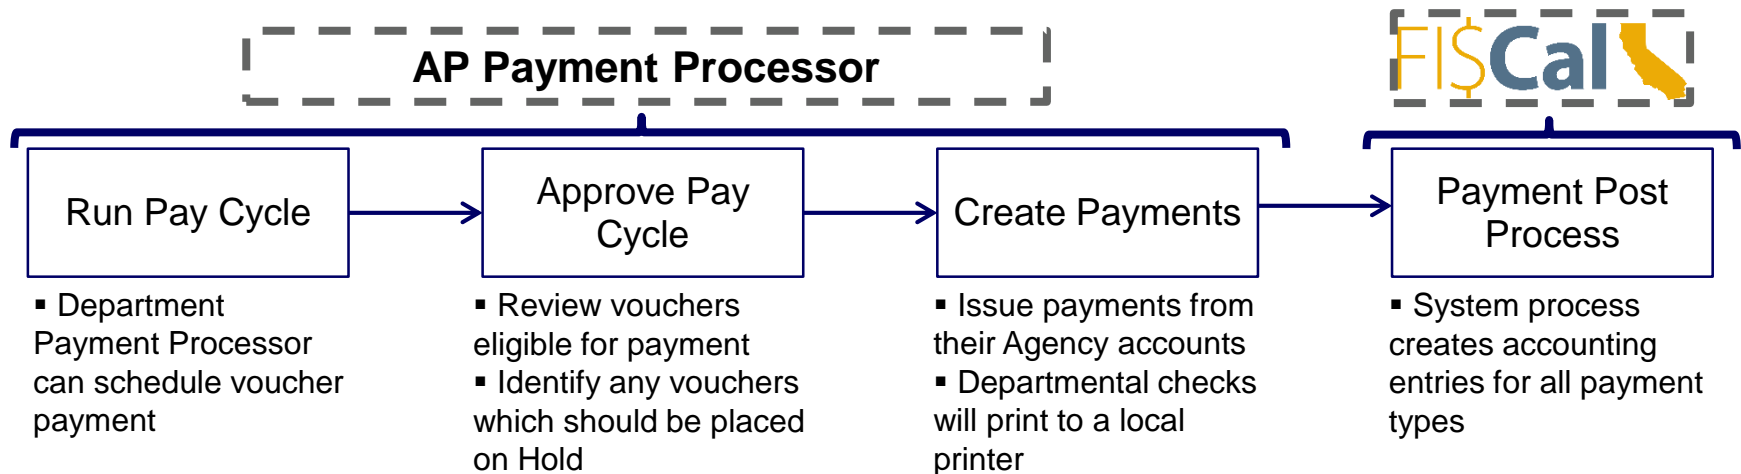 AP Payment Processor
FI$Cal
Run Pay Cycle
Approve Pay
Cycle
Create Payments
Payment Post
Process
▪ Department
Payment Processor
can schedule voucher
payment
▪ Review vouchers
eligible for payment
▪ Identify any vouchers
which should be placed
on Hold
▪ Issue payments from
their Agency accounts
▪ Departmental checks
will print to a local
printer
▪ System process
creates accounting
entries for all payment
types